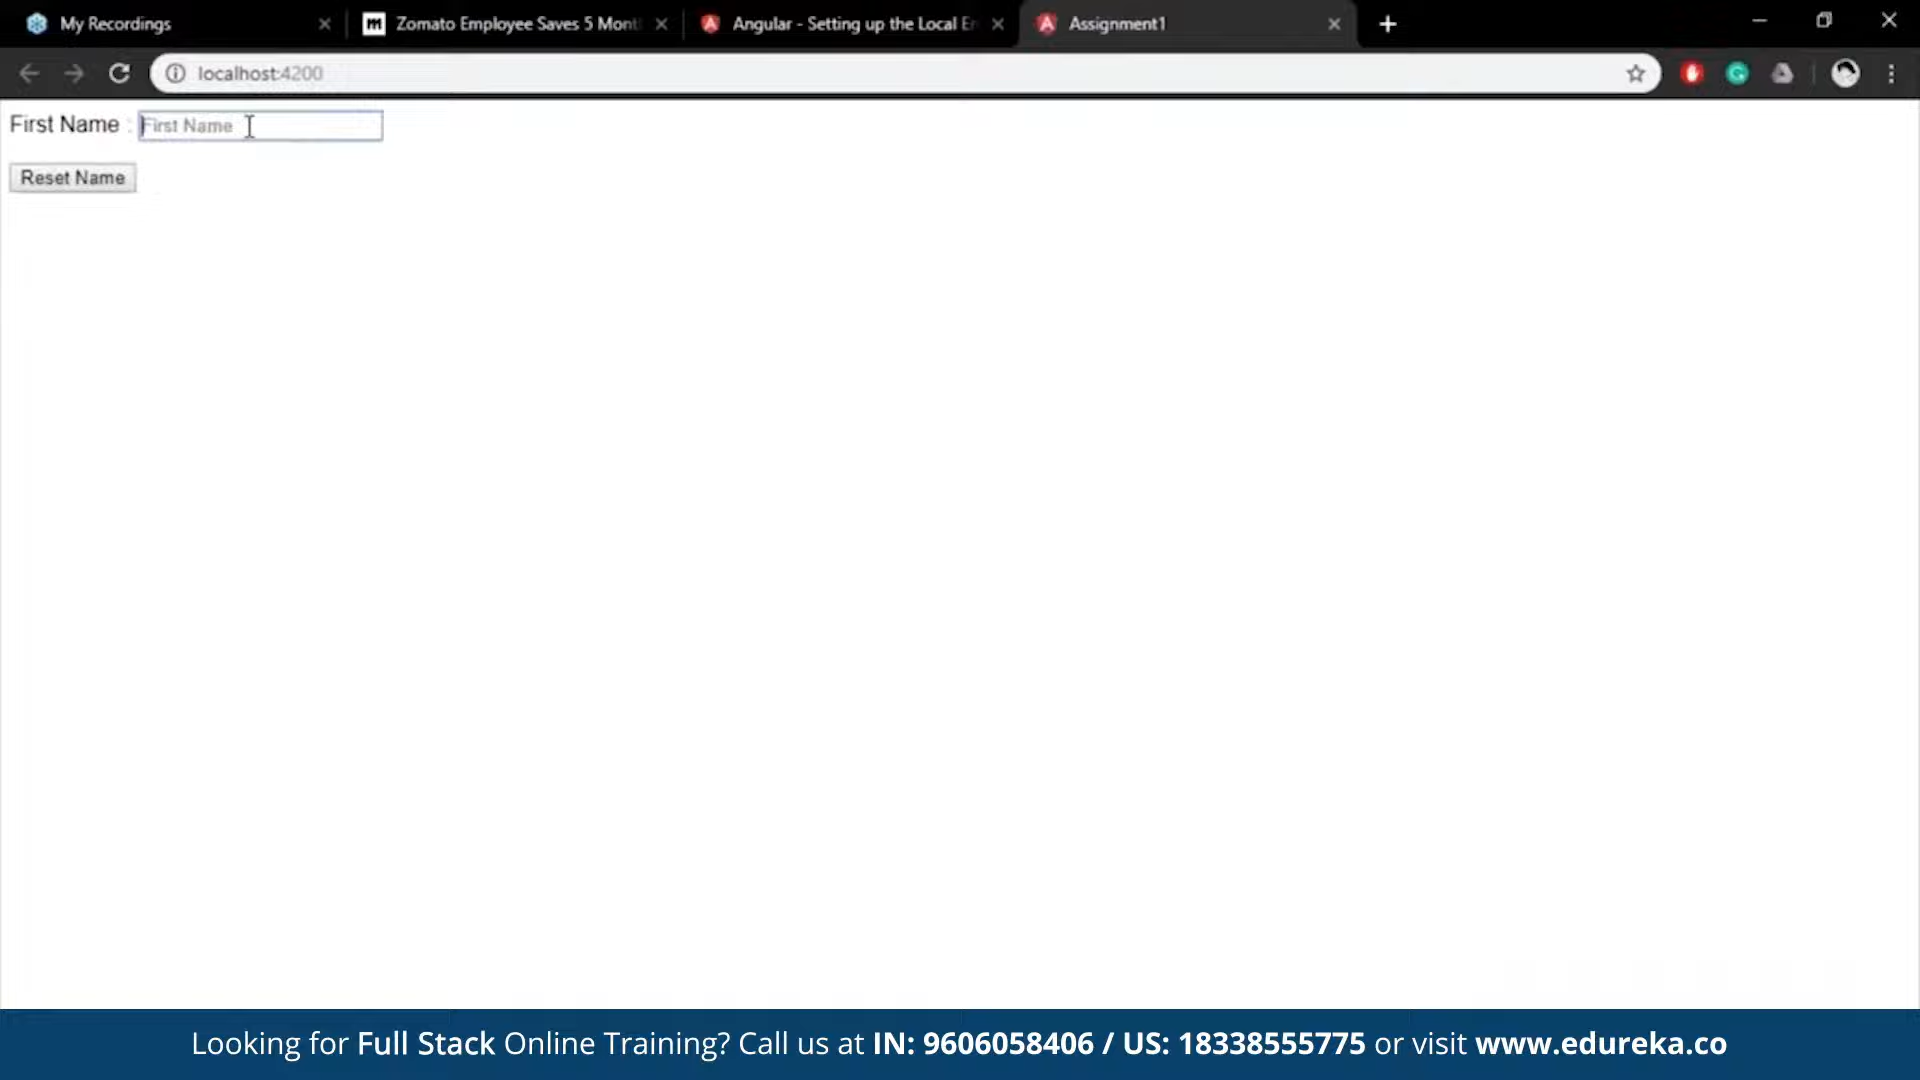 My Recordings
Zomato Employee Saves 5 Mont
Angular - Setting up the Local En
Assignment1
localhost:4200
First Name : First Name
Reset Name
Looking for Full Stack Online Training? Call us at IN: 9606058406 / US: 18338555775 or visit www.edureka.co